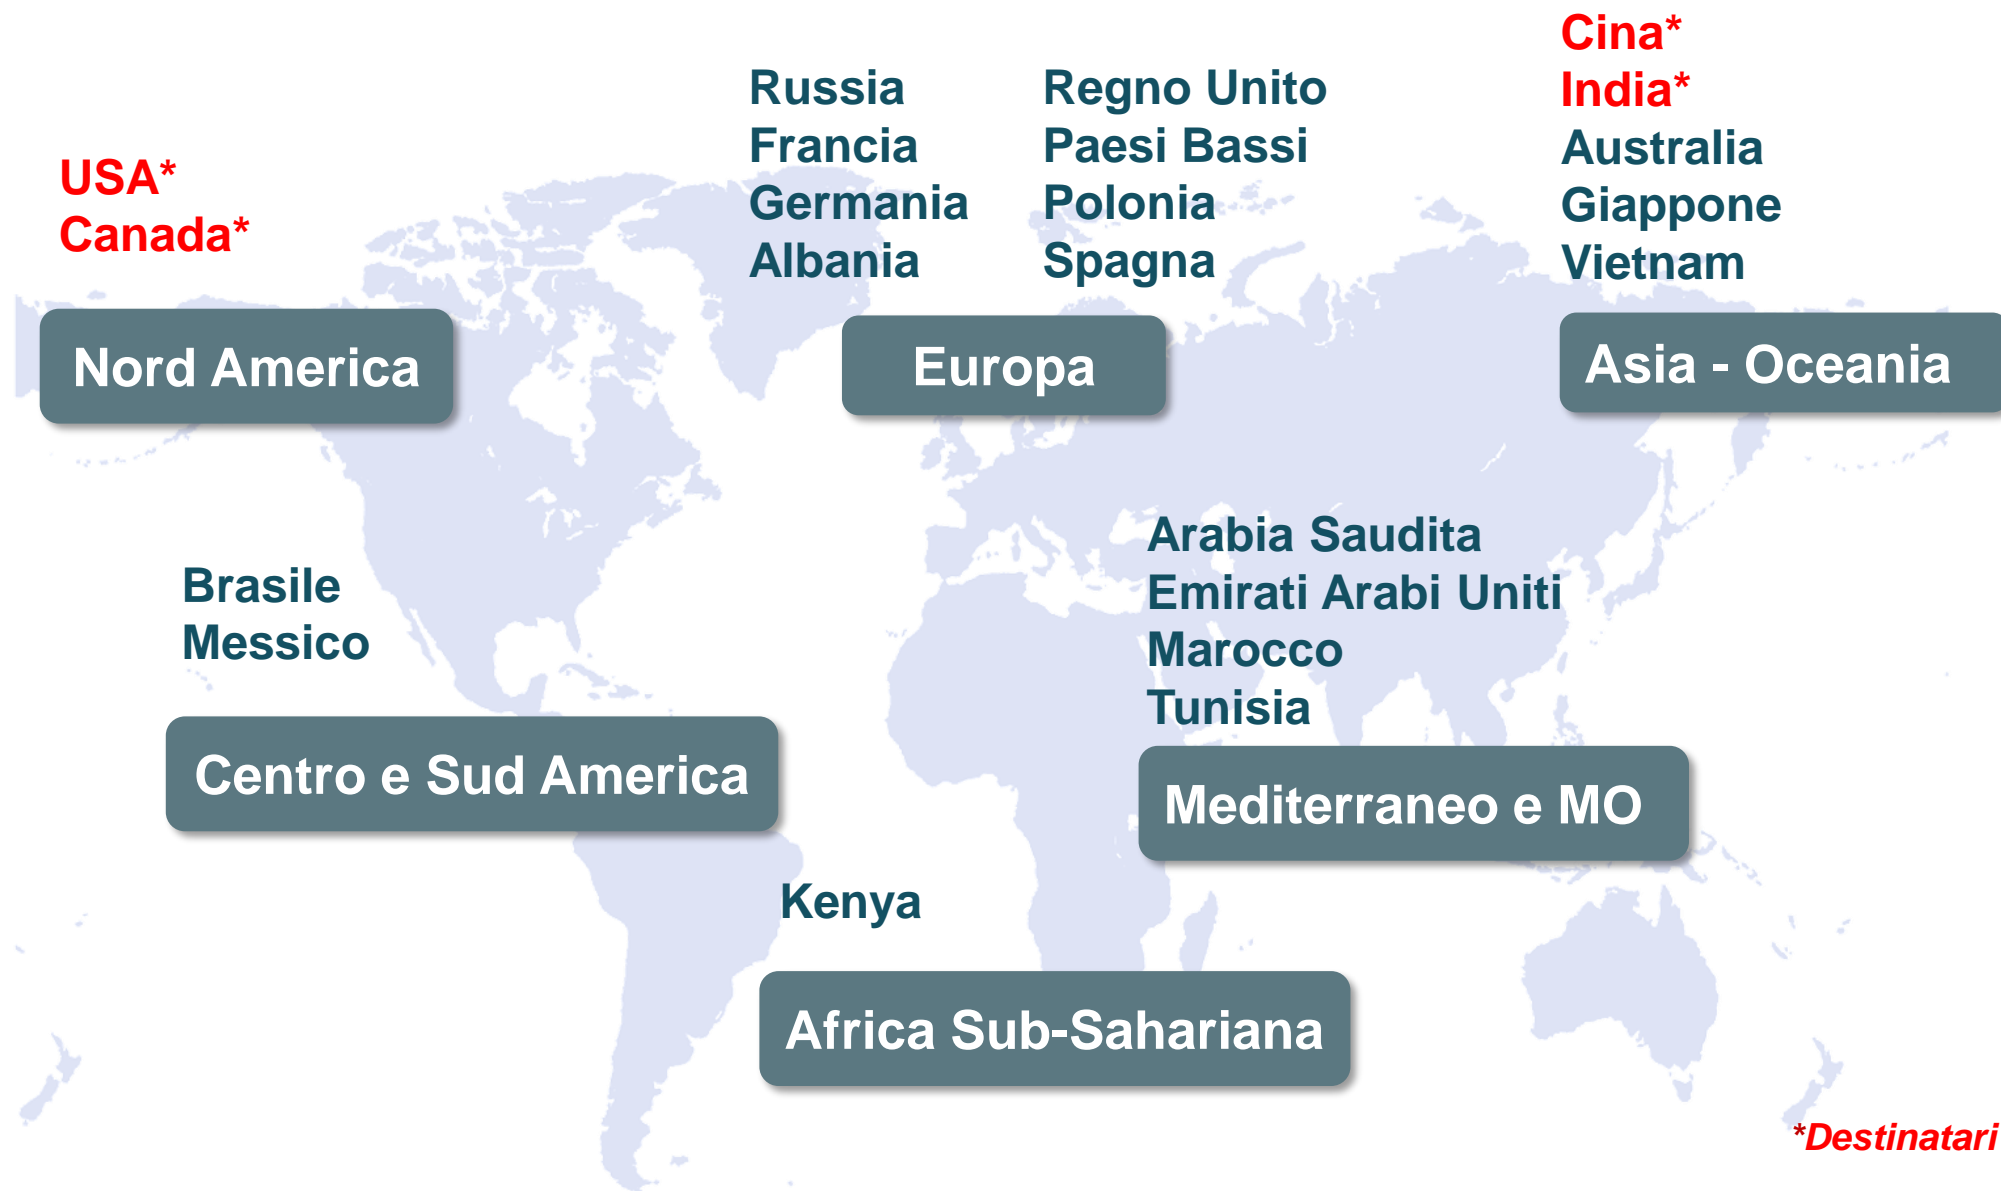 USA*
Canada*
Nord America
Russia
Francia
Germania
Albania
Regno Unito
Paesi Bassi
Polonia
Spagna
Europa
Cina*
India*
Australia
Giappone
Vietnam
Asia - Oceania
Brasile
Messico
Centro e Sud America
Arabia Saudita
Emirati Arabi Uniti
Marocco
Tunisia
Mediterraneo e MO
Kenya
Africa Sub-Sahariana
*Destinatari